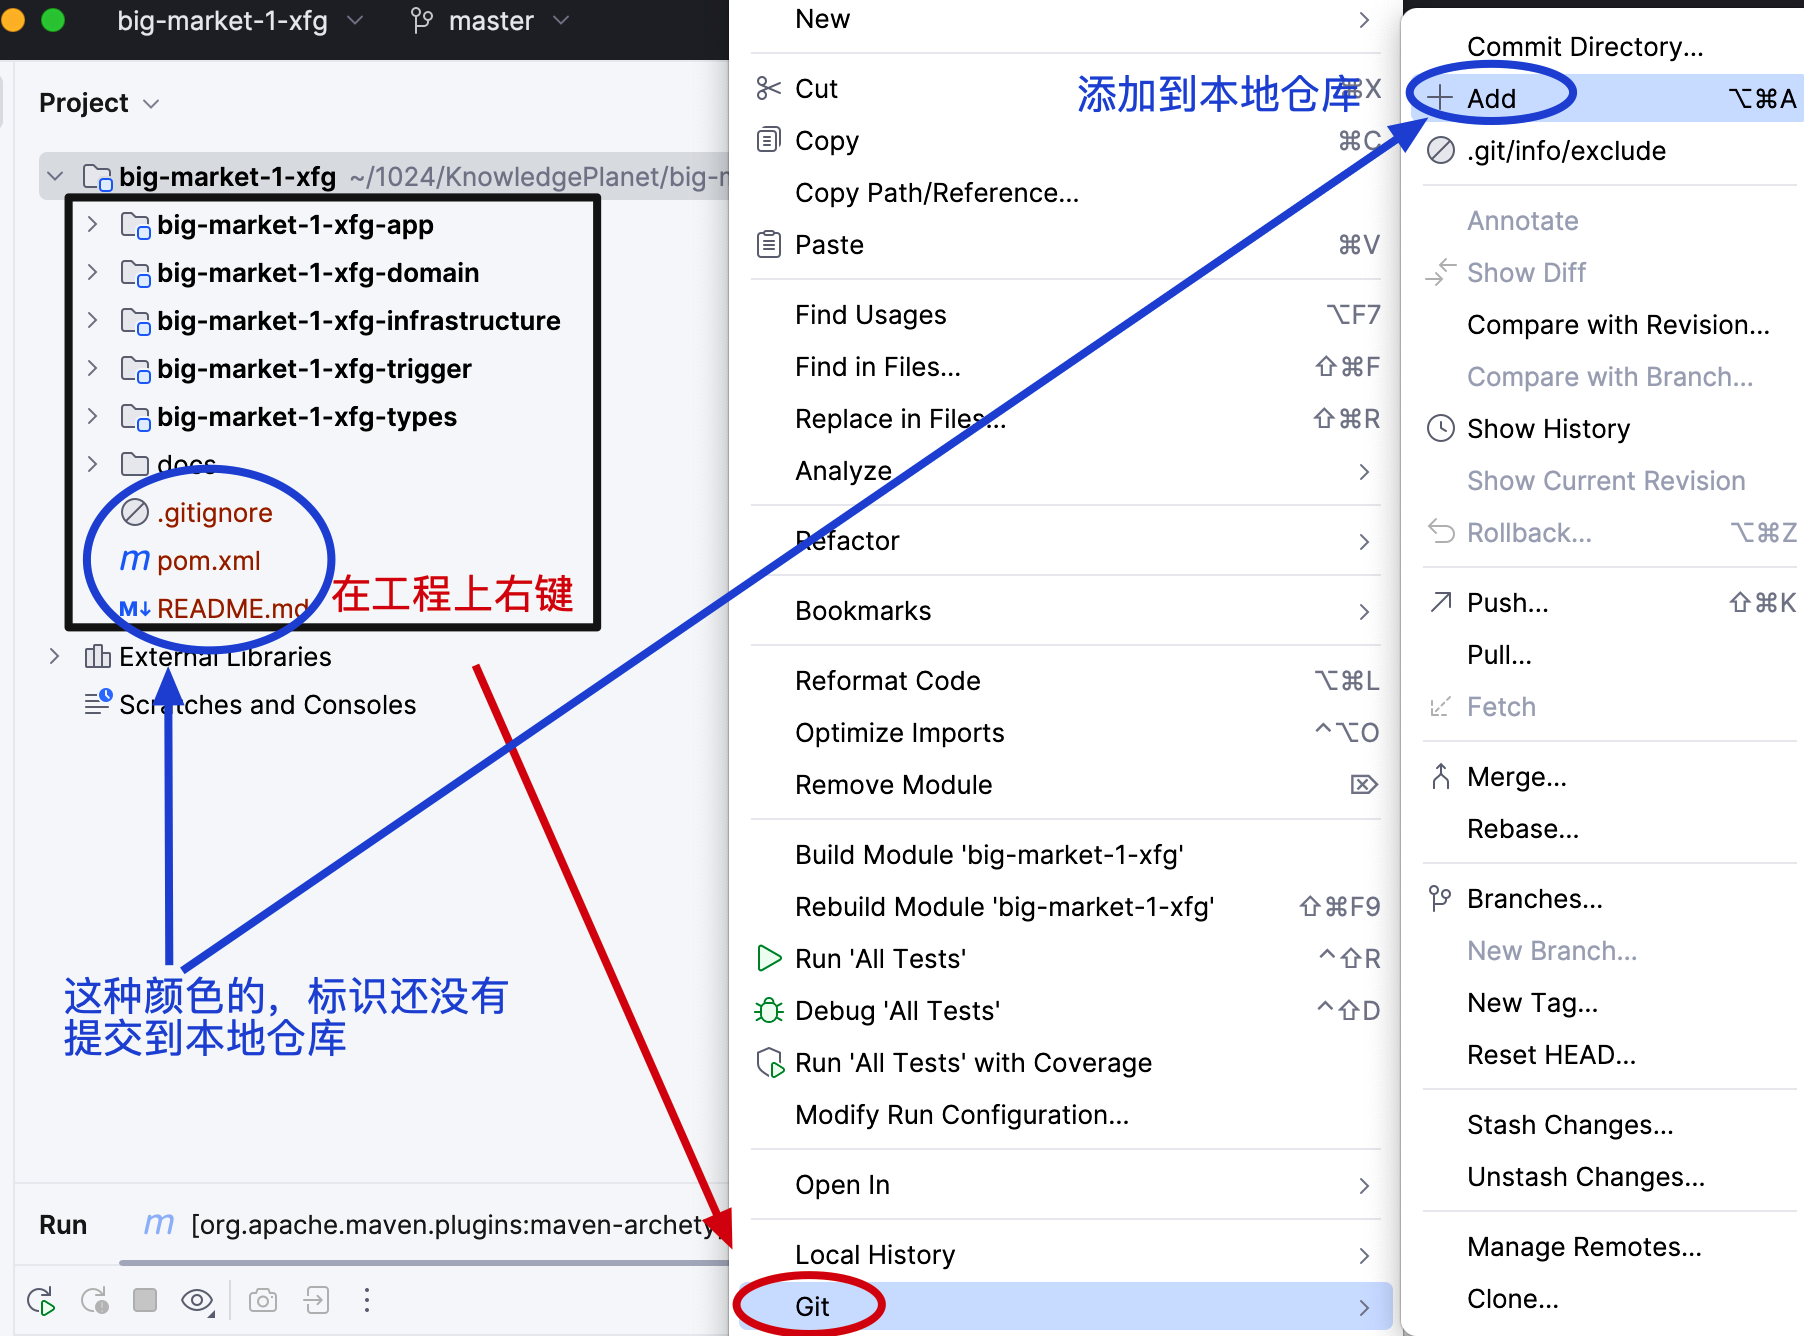 big-market-1-xfg
master
Project
big-market-1-xfg ~/1024/KnowledgePlanet/big-m
big-market-1-xfg-app
big-market-1-xfg-domain
big-market-1-xfg-infrastructure
big-market-1-xfg-trigger
big-market-1-xfg-types
docs
.gitignore
m pom.xml
M↓ README.md
在工程上右键
External Libraries
Scratches and Consoles
这种颜色的，标识还没有
提交到本地仓库
Run m [org.apache.maven.plugins:maven-archety
New
Cut ⌘X
添加到本地仓库
Copy ⌘C
Copy Path/Reference...
Paste ⌘V
Find Usages ⌥F7
Find in Files... ⇧⌘F
Replace in Files... ⇧⌘R
Analyze
Refactor
Bookmarks
Reformat Code ⌥⌘L
Optimize Imports ^⌥O
Remove Module ⌦
Build Module 'big-market-1-xfg'
Rebuild Module 'big-market-1-xfg' ⇧⌘F9
Run 'All Tests' ^⇧R
Debug 'All Tests' ^⇧D
Run 'All Tests' with Coverage
Modify Run Configuration...
Open In
Local History
Git
Commit Directory...
Add ⌥⌘A
.git/info/exclude
Annotate
Show Diff
Compare with Revision...
Compare with Branch...
Show History
Show Current Revision
Rollback... ⌥⌘Z
Push... ⇧⌘K
Pull...
Fetch
Merge...
Rebase...
Branches...
New Branch...
New Tag...
Reset HEAD...
Stash Changes...
Unstash Changes...
Manage Remotes...
Clone...